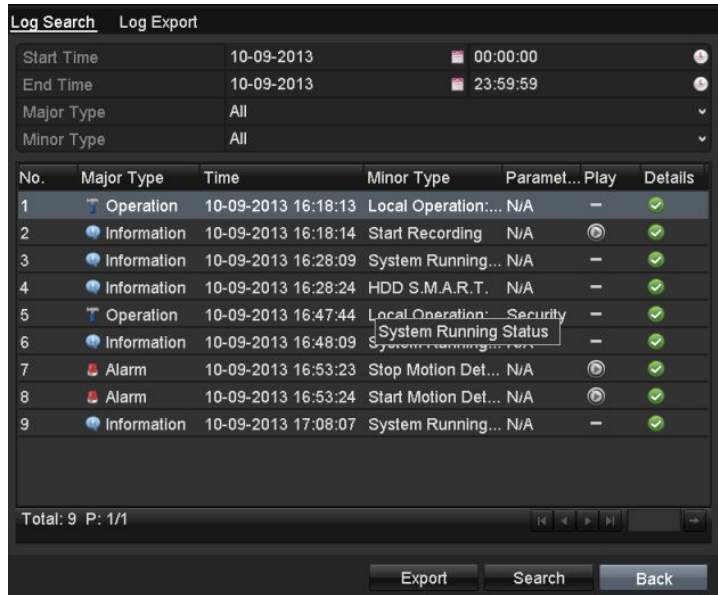 Log Search Log Export
Start Time 10-09-2013 00:00:00
End Time 10-09-2013 23:59:59
Major Type All
Minor Type All
No. Major Type Time Minor Type Paramet... Play Details
1 Operation 10-09-2013 16:18:13 Local Operation:... N/A –
2 Information 10-09-2013 16:18:14 Start Recording N/A
3 Information 10-09-2013 16:28:09 System Running... N/A –
4 Information 10-09-2013 16:28:24 HDD S.M.A.R.T. N/A –
5 Operation 10-09-2013 16:47:44 Local Operation: Security –
System Running Status
6 Information 10-09-2013 16:48:09 System Running... N/A –
7 Alarm 10-09-2013 16:53:23 Stop Motion Det... N/A
8 Alarm 10-09-2013 16:53:24 Start Motion Det... N/A
9 Information 10-09-2013 17:08:07 System Running... N/A –
Total: 9 P: 1/1
Export Search Back